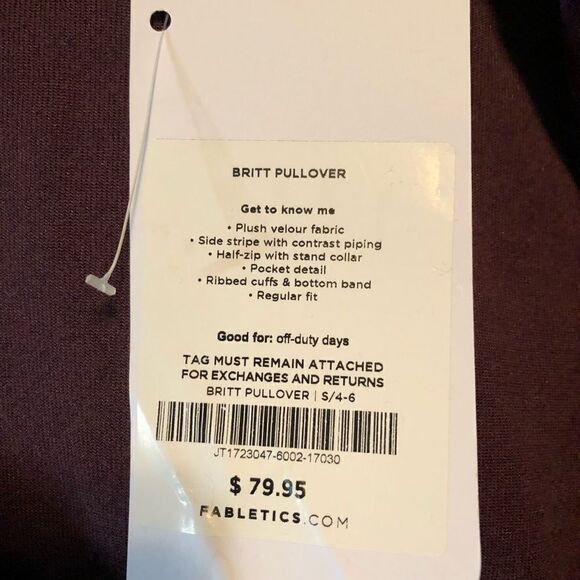 BRITT PULLOVER
Get to know me
• Plush velour fabric
• Side stripe with contrast piping
• Half-zip with stand collar
• Pocket detail
• Ribbed cuffs & bottom band
• Regular fit
Good for: off-duty days
TAG MUST REMAIN ATTACHED
FOR EXCHANGES AND RETURNS
BRITT PULLOVER | S/4-6
JT1723047-6002-17030
$ 79.95
FABLETICS.COM